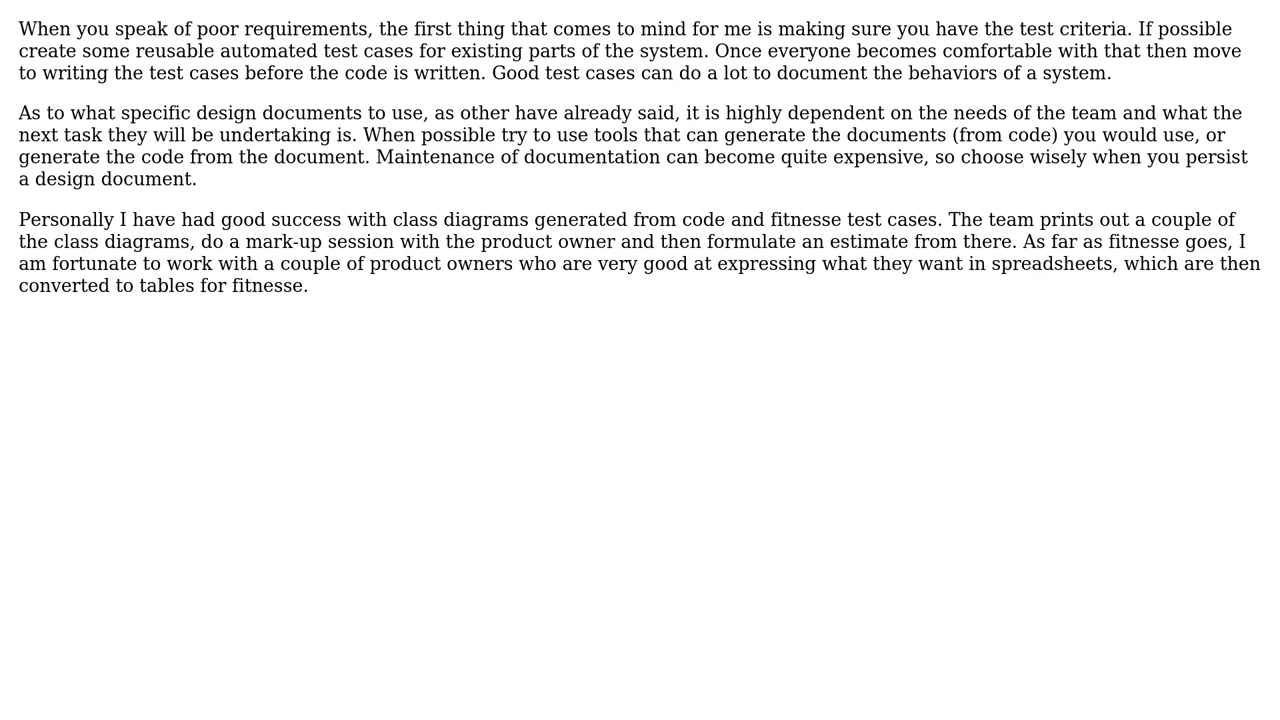 When you speak of poor requirements, the first thing that comes to mind for me is making sure you have the test criteria. If possible
create some reusable automated test cases for existing parts of the system. Once everyone becomes comfortable with that then move
to writing the test cases before the code is written. Good test cases can do a lot to document the behaviors of a system.
As to what specific design documents to use, as other have already said, it is highly dependent on the needs of the team and what the
next task they will be undertaking is. When possible try to use tools that can generate the documents (from code) you would use, or
generate the code from the document. Maintenance of documentation can become quite expensive, so choose wisely when you persist
a design document.
Personally I have had good success with class diagrams generated from code and fitnesse test cases. The team prints out a couple of
the class diagrams, do a mark-up session with the product owner and then formulate an estimate from there. As far as fitnesse goes, I
am fortunate to work with a couple of product owners who are very good at expressing what they want in spreadsheets, which are then
converted to tables for fitnesse.